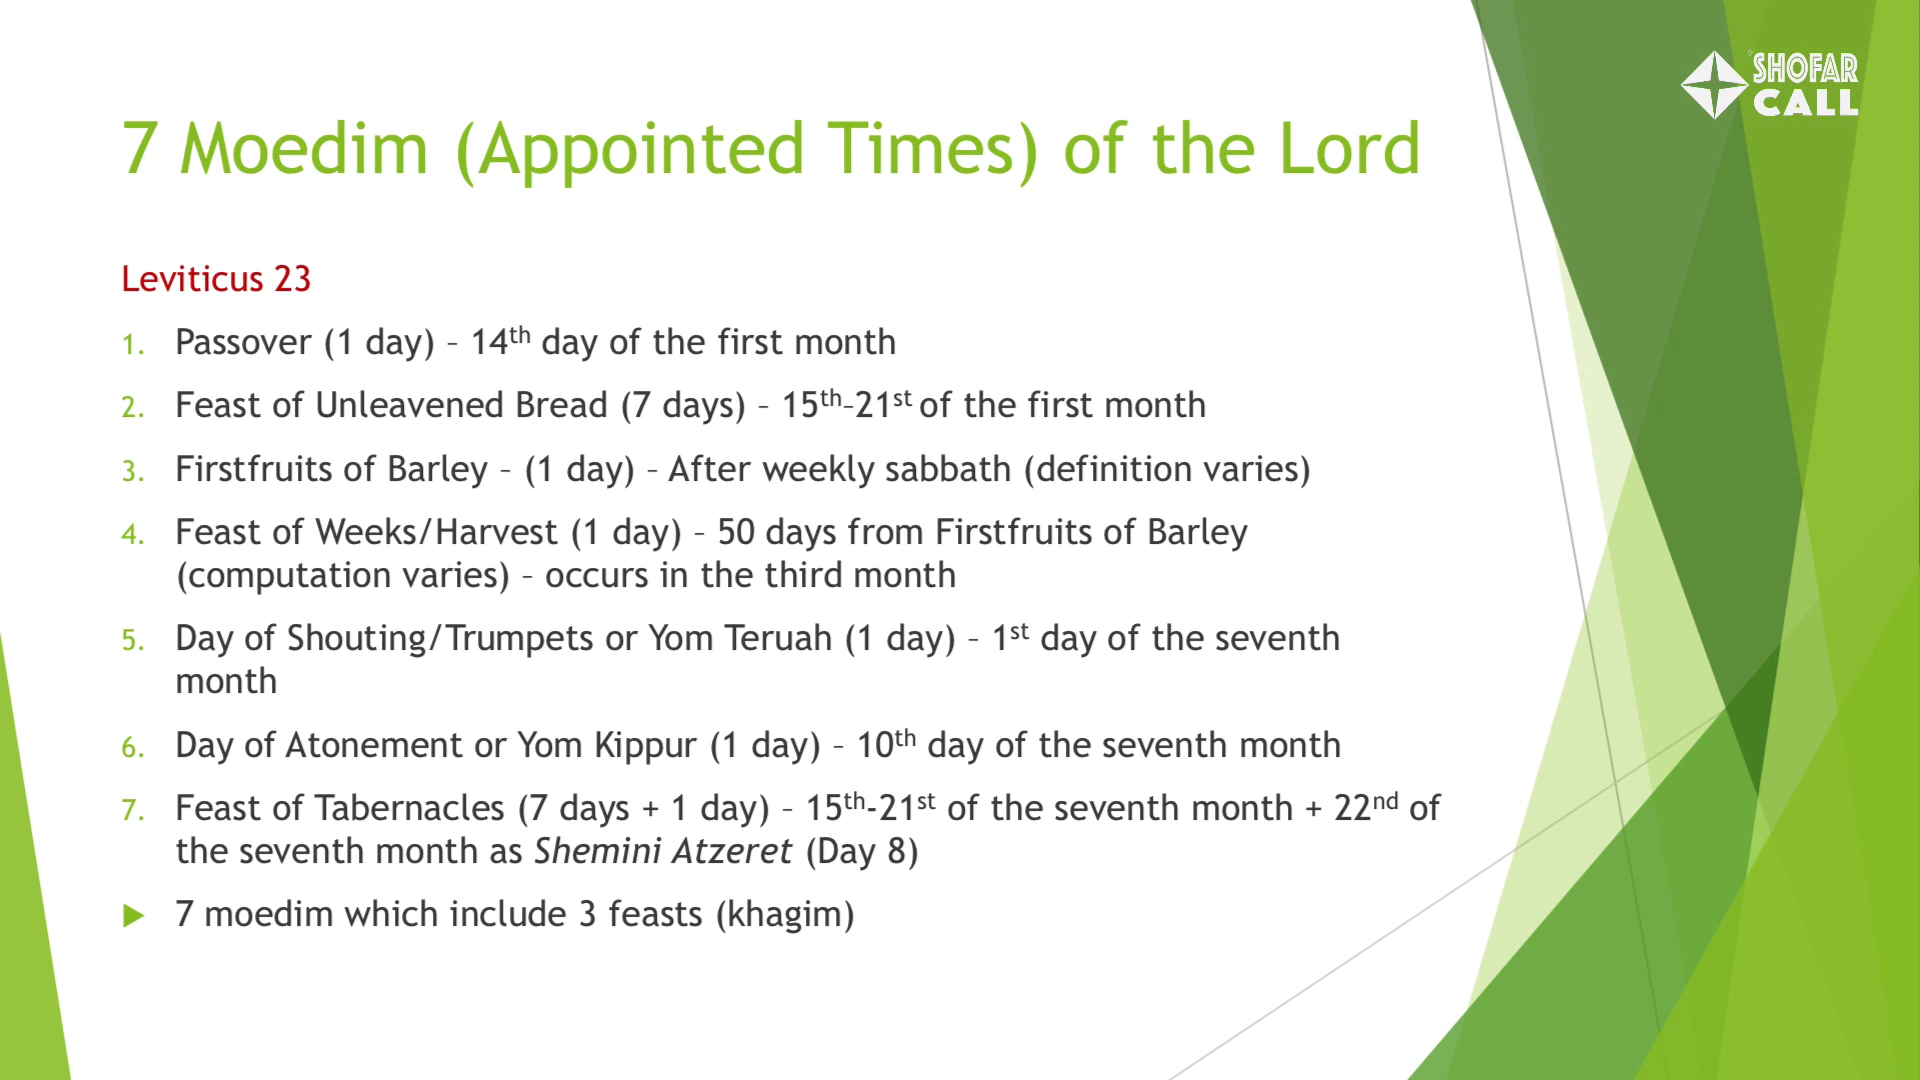 SHOFAR
CALL
7 Moedim (Appointed Times) of the Lord
Leviticus 23
1. Passover (1 day) – 14th day of the first month
2. Feast of Unleavened Bread (7 days) – 15th–21st of the first month
3. Firstfruits of Barley – (1 day) – After weekly sabbath (definition varies)
4. Feast of Weeks/Harvest (1 day) – 50 days from Firstfruits of Barley
(computation varies) – occurs in the third month
5. Day of Shouting/Trumpets or Yom Teruah (1 day) – 1st day of the seventh
month
6. Day of Atonement or Yom Kippur (1 day) – 10th day of the seventh month
7. Feast of Tabernacles (7 days + 1 day) – 15th-21st of the seventh month + 22nd of
the seventh month as Shemini Atzeret (Day 8)
7 moedim which include 3 feasts (khagim)